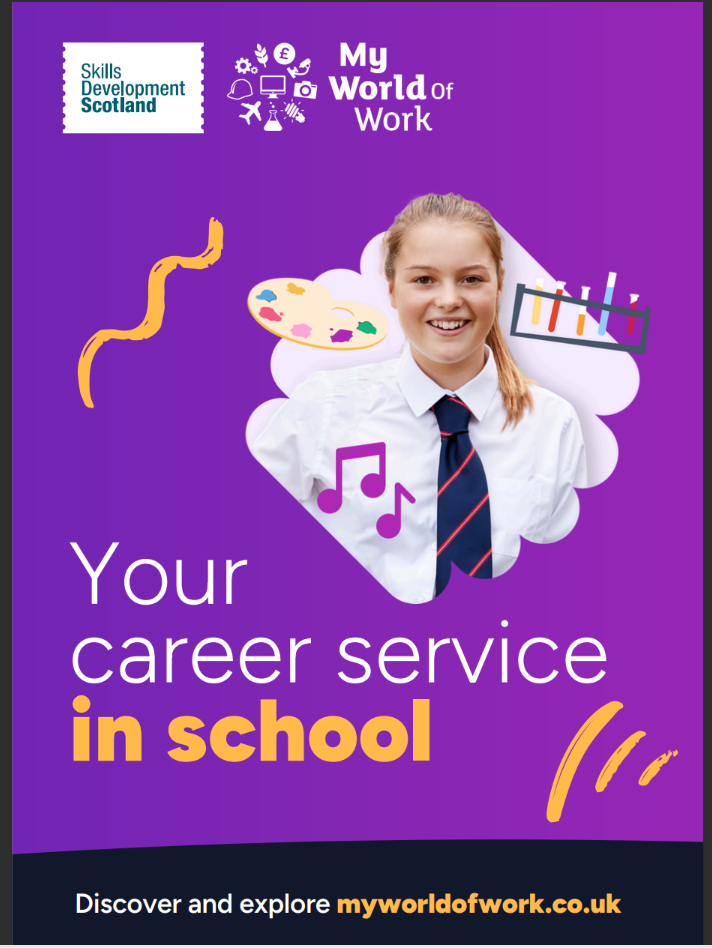 Skills
Development
Scotland
£
My
World Of
Work
Your
career service
in school
Discover and explore myworldofwork.co.uk